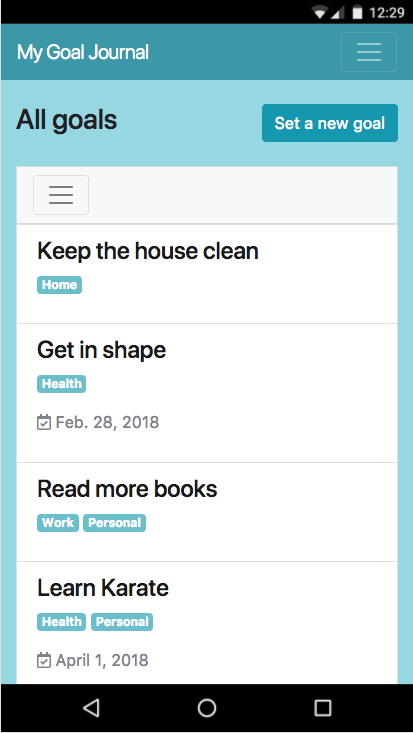 12:29
My Goal Journal
All goals
Set a new goal
Keep the house clean
Home
Get in shape
Health
Feb. 28, 2018
Read more books
Work Personal
Learn Karate
Health Personal
April 1, 2018